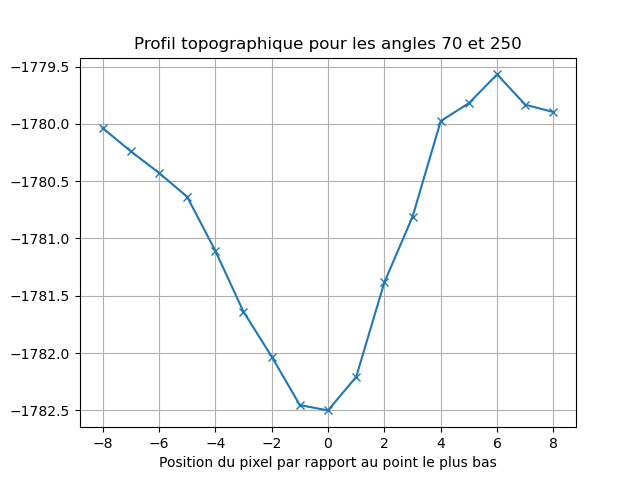 Profil topographique pour les angles 70 et 250
−1779.5
−1780.0
−1780.5
−1781.0
−1781.5
−1782.0
−1782.5
−8 −6 −4 −2 0 2 4 6 8
Position du pixel par rapport au point le plus bas